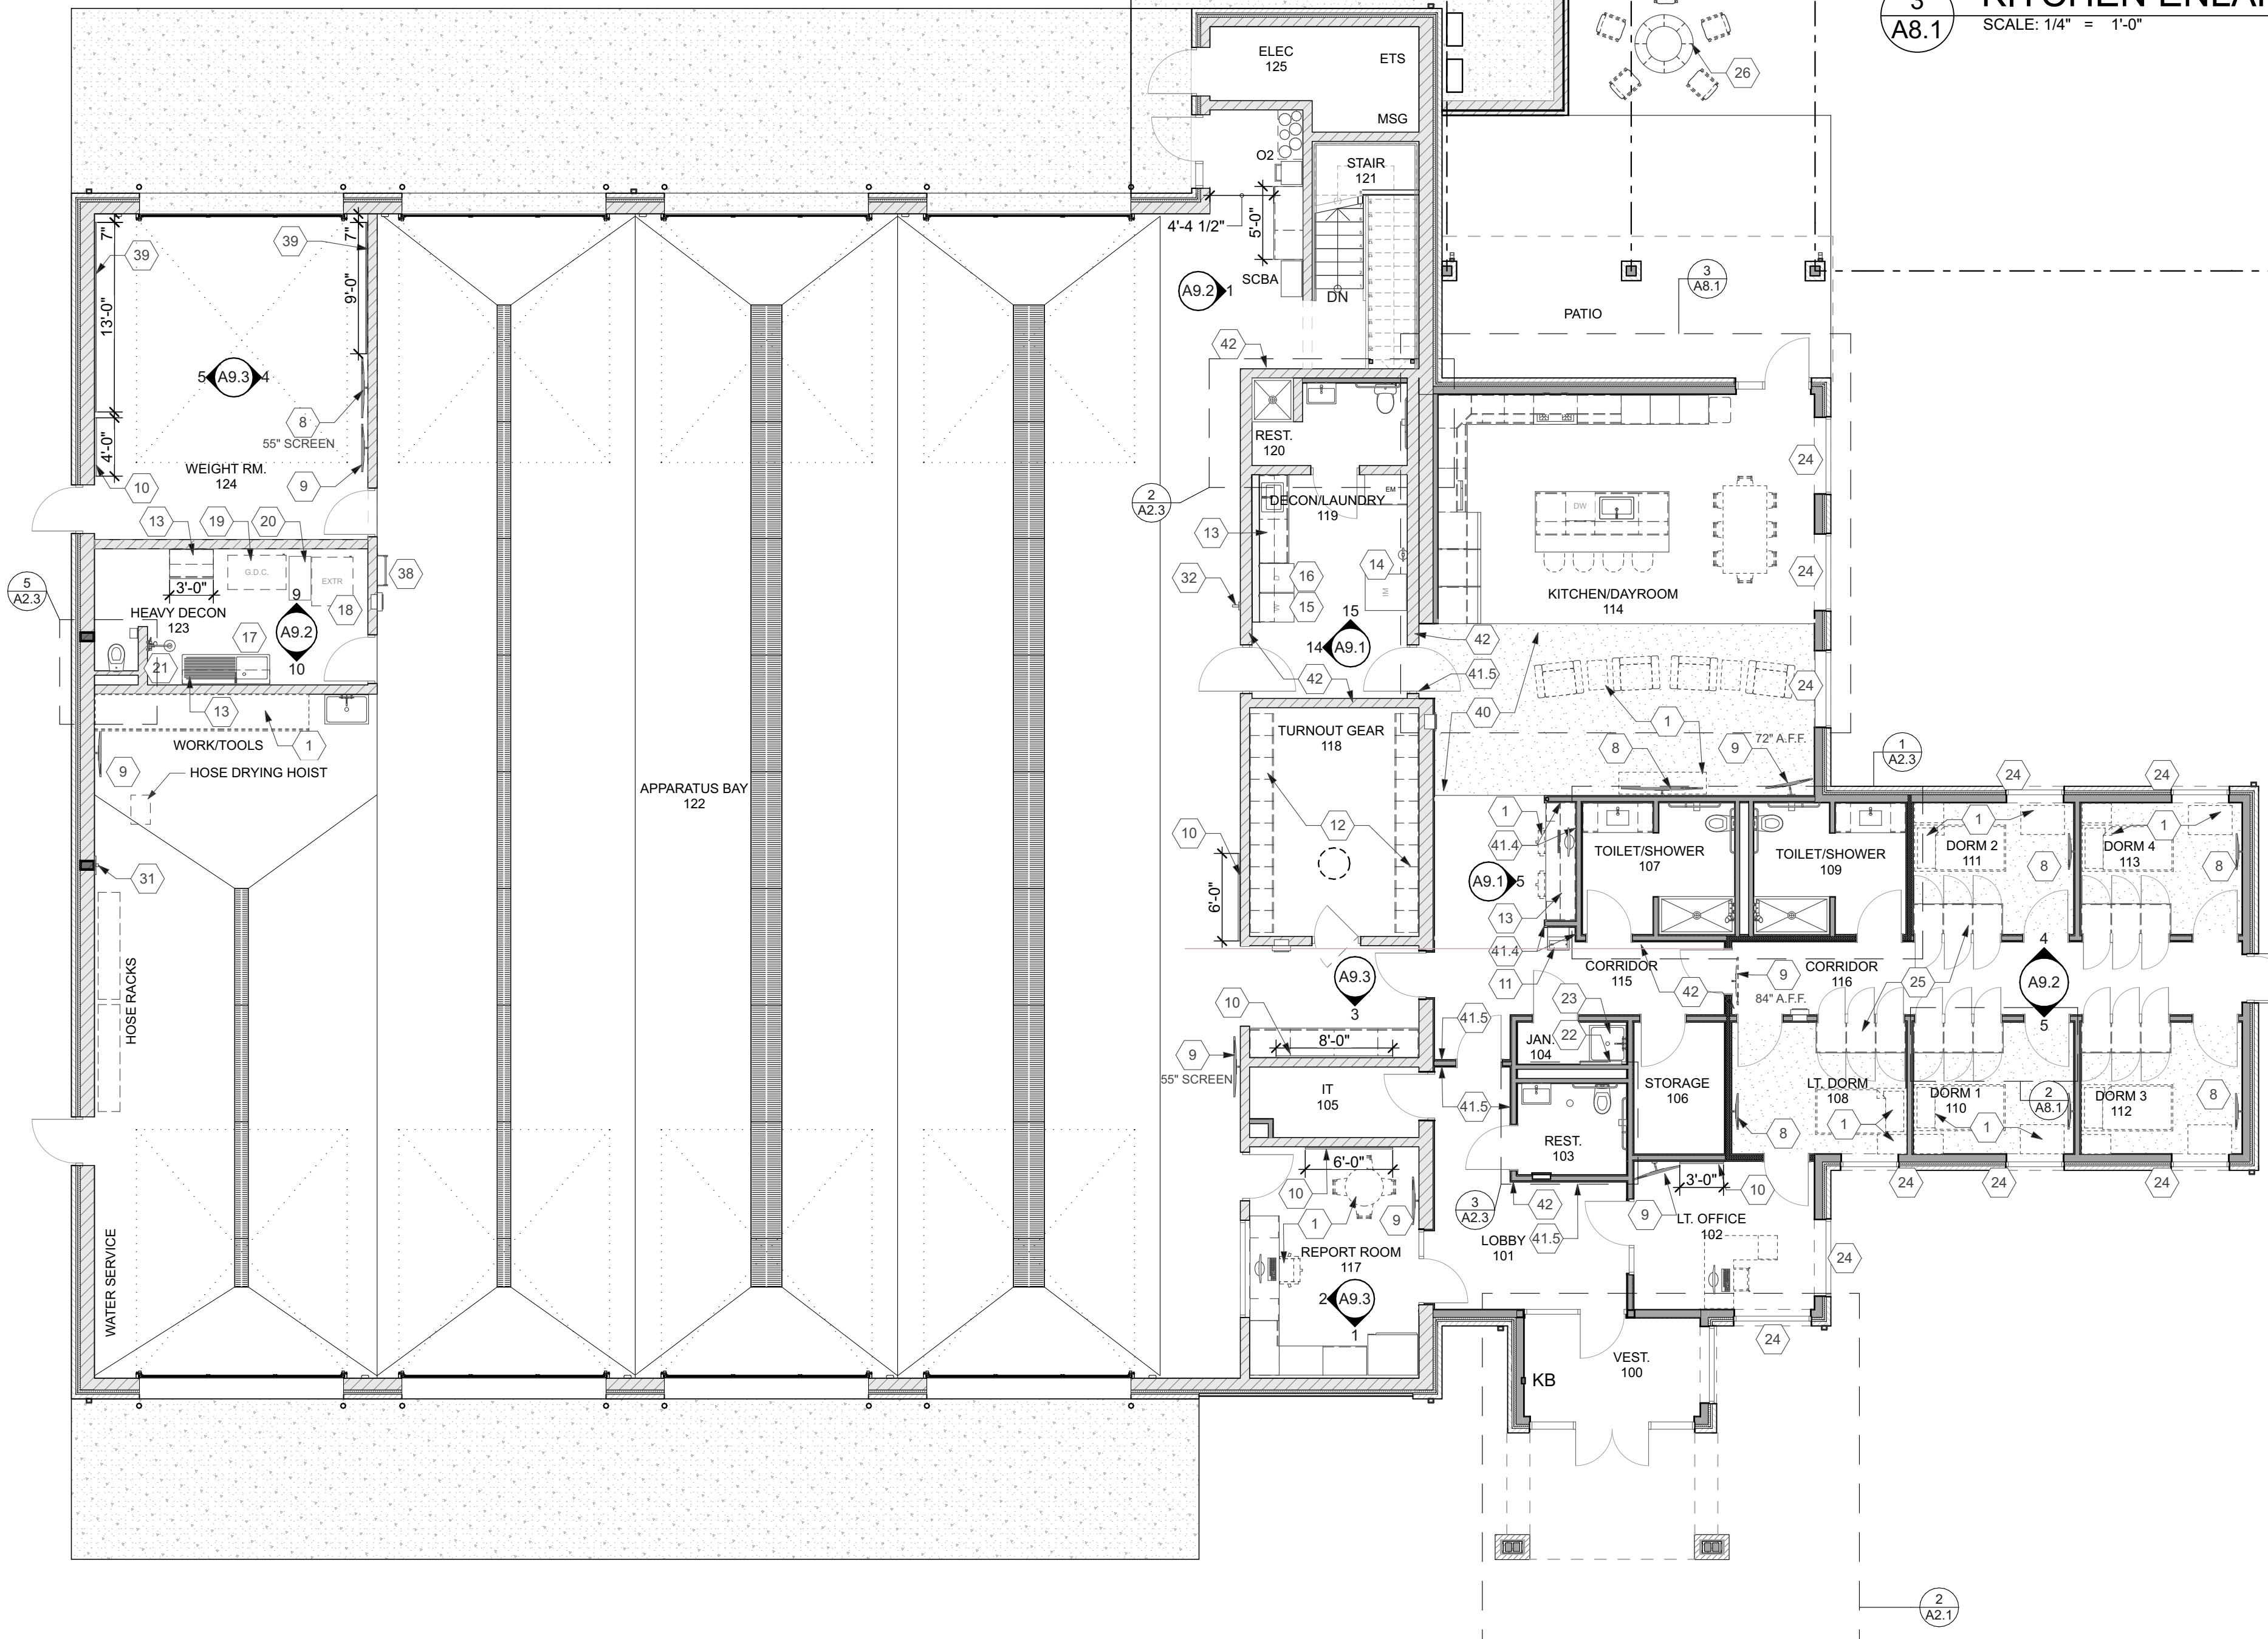 3
A8.1
KITCHEN ENLA
SCALE: 1/4" = 1'-0"
26
ELEC
125
ETS
MSG
O2
STAIR
121
4'-4 1/2"
5'-0"
SCBA
DN
A9.2 1
3
A8.1
PATIO
7"
39
13'-0"
39
7"
9'-0"
5 A9.3 4
8
55" SCREEN
4'-0"
10
WEIGHT RM.
124
9
42
REST.
120
2
A2.3
DECON/LAUNDRY
119
EM
13
14
16
15
IM
D
W
32
15
14 A9.1
42
42
41.5
40
24
DW
24
KITCHEN/DAYROOM
114
24
1
8
9
72" A.F.F.
1
A2.3
13
19
20
G.D.C.
EXTR
38
3'-0"
18
5
A2.3
HEAVY DECON
123
9
A9.2
10
17
21
13
1
WORK/TOOLS
9
HOSE DRYING HOIST
31
HOSE RACKS
WATER SERVICE
APPARATUS BAY
122
TURNOUT GEAR
118
12
10
6'-0"
1
41.4
A9.1 5
13
41.4
11
TOILET/SHOWER
107
TOILET/SHOWER
109
24
24
1
DORM 2
111
8
1
DORM 4
113
8
CORRIDOR
115
42
9
84" A.F.F.
CORRIDOR
116
25
4
A9.2
5
A9.3
3
10
8'-0"
9
55" SCREEN
41.5
23
22
JAN.
104
IT
105
41.5
STORAGE
106
REST.
103
LT. DORM
108
1
8
DORM 1
110
1
2
A8.1
DORM 3
112
8
6'-0"
10
1
9
3
A2.3
42
41.5
LOBBY
101
3'-0"
10
9
LT. OFFICE
102
24
24
24
24
24
REPORT ROOM
117
2 A9.3
1
VEST.
100
KB
2
A2.1